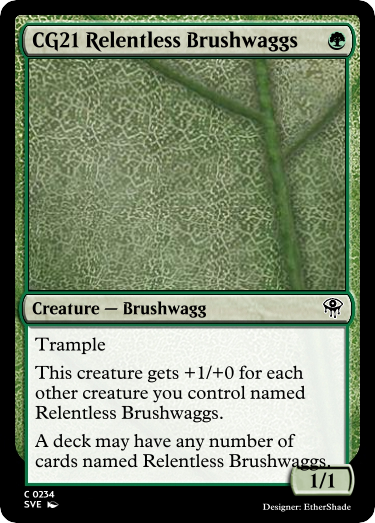 CG21 Relentless Brushwaggs
Creature — Brushwagg
Trample
This creature gets +1/+0 for each
other creature you control named
Relentless Brushwaggs.
A deck may have any number of
cards named Relentless Brushwaggs.
1/1
C 0234
SVE
Designer: EtherShade